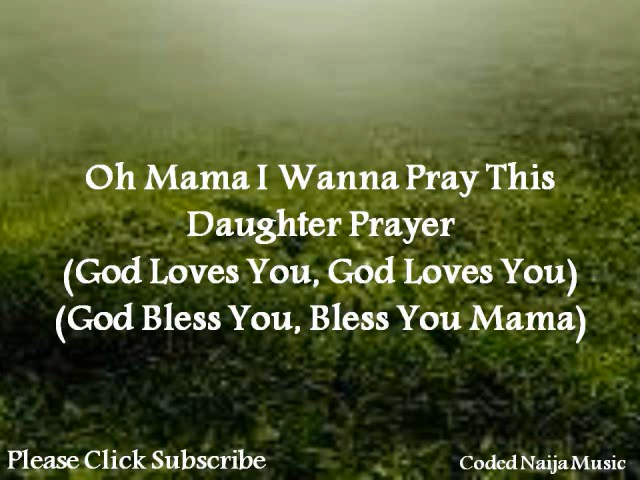 Oh Mama I Wanna Pray This
Daughter Prayer
(God Loves You, God Loves You)
(God Bless You, Bless You Mama)
Please Click Subscribe
Coded Naija Music